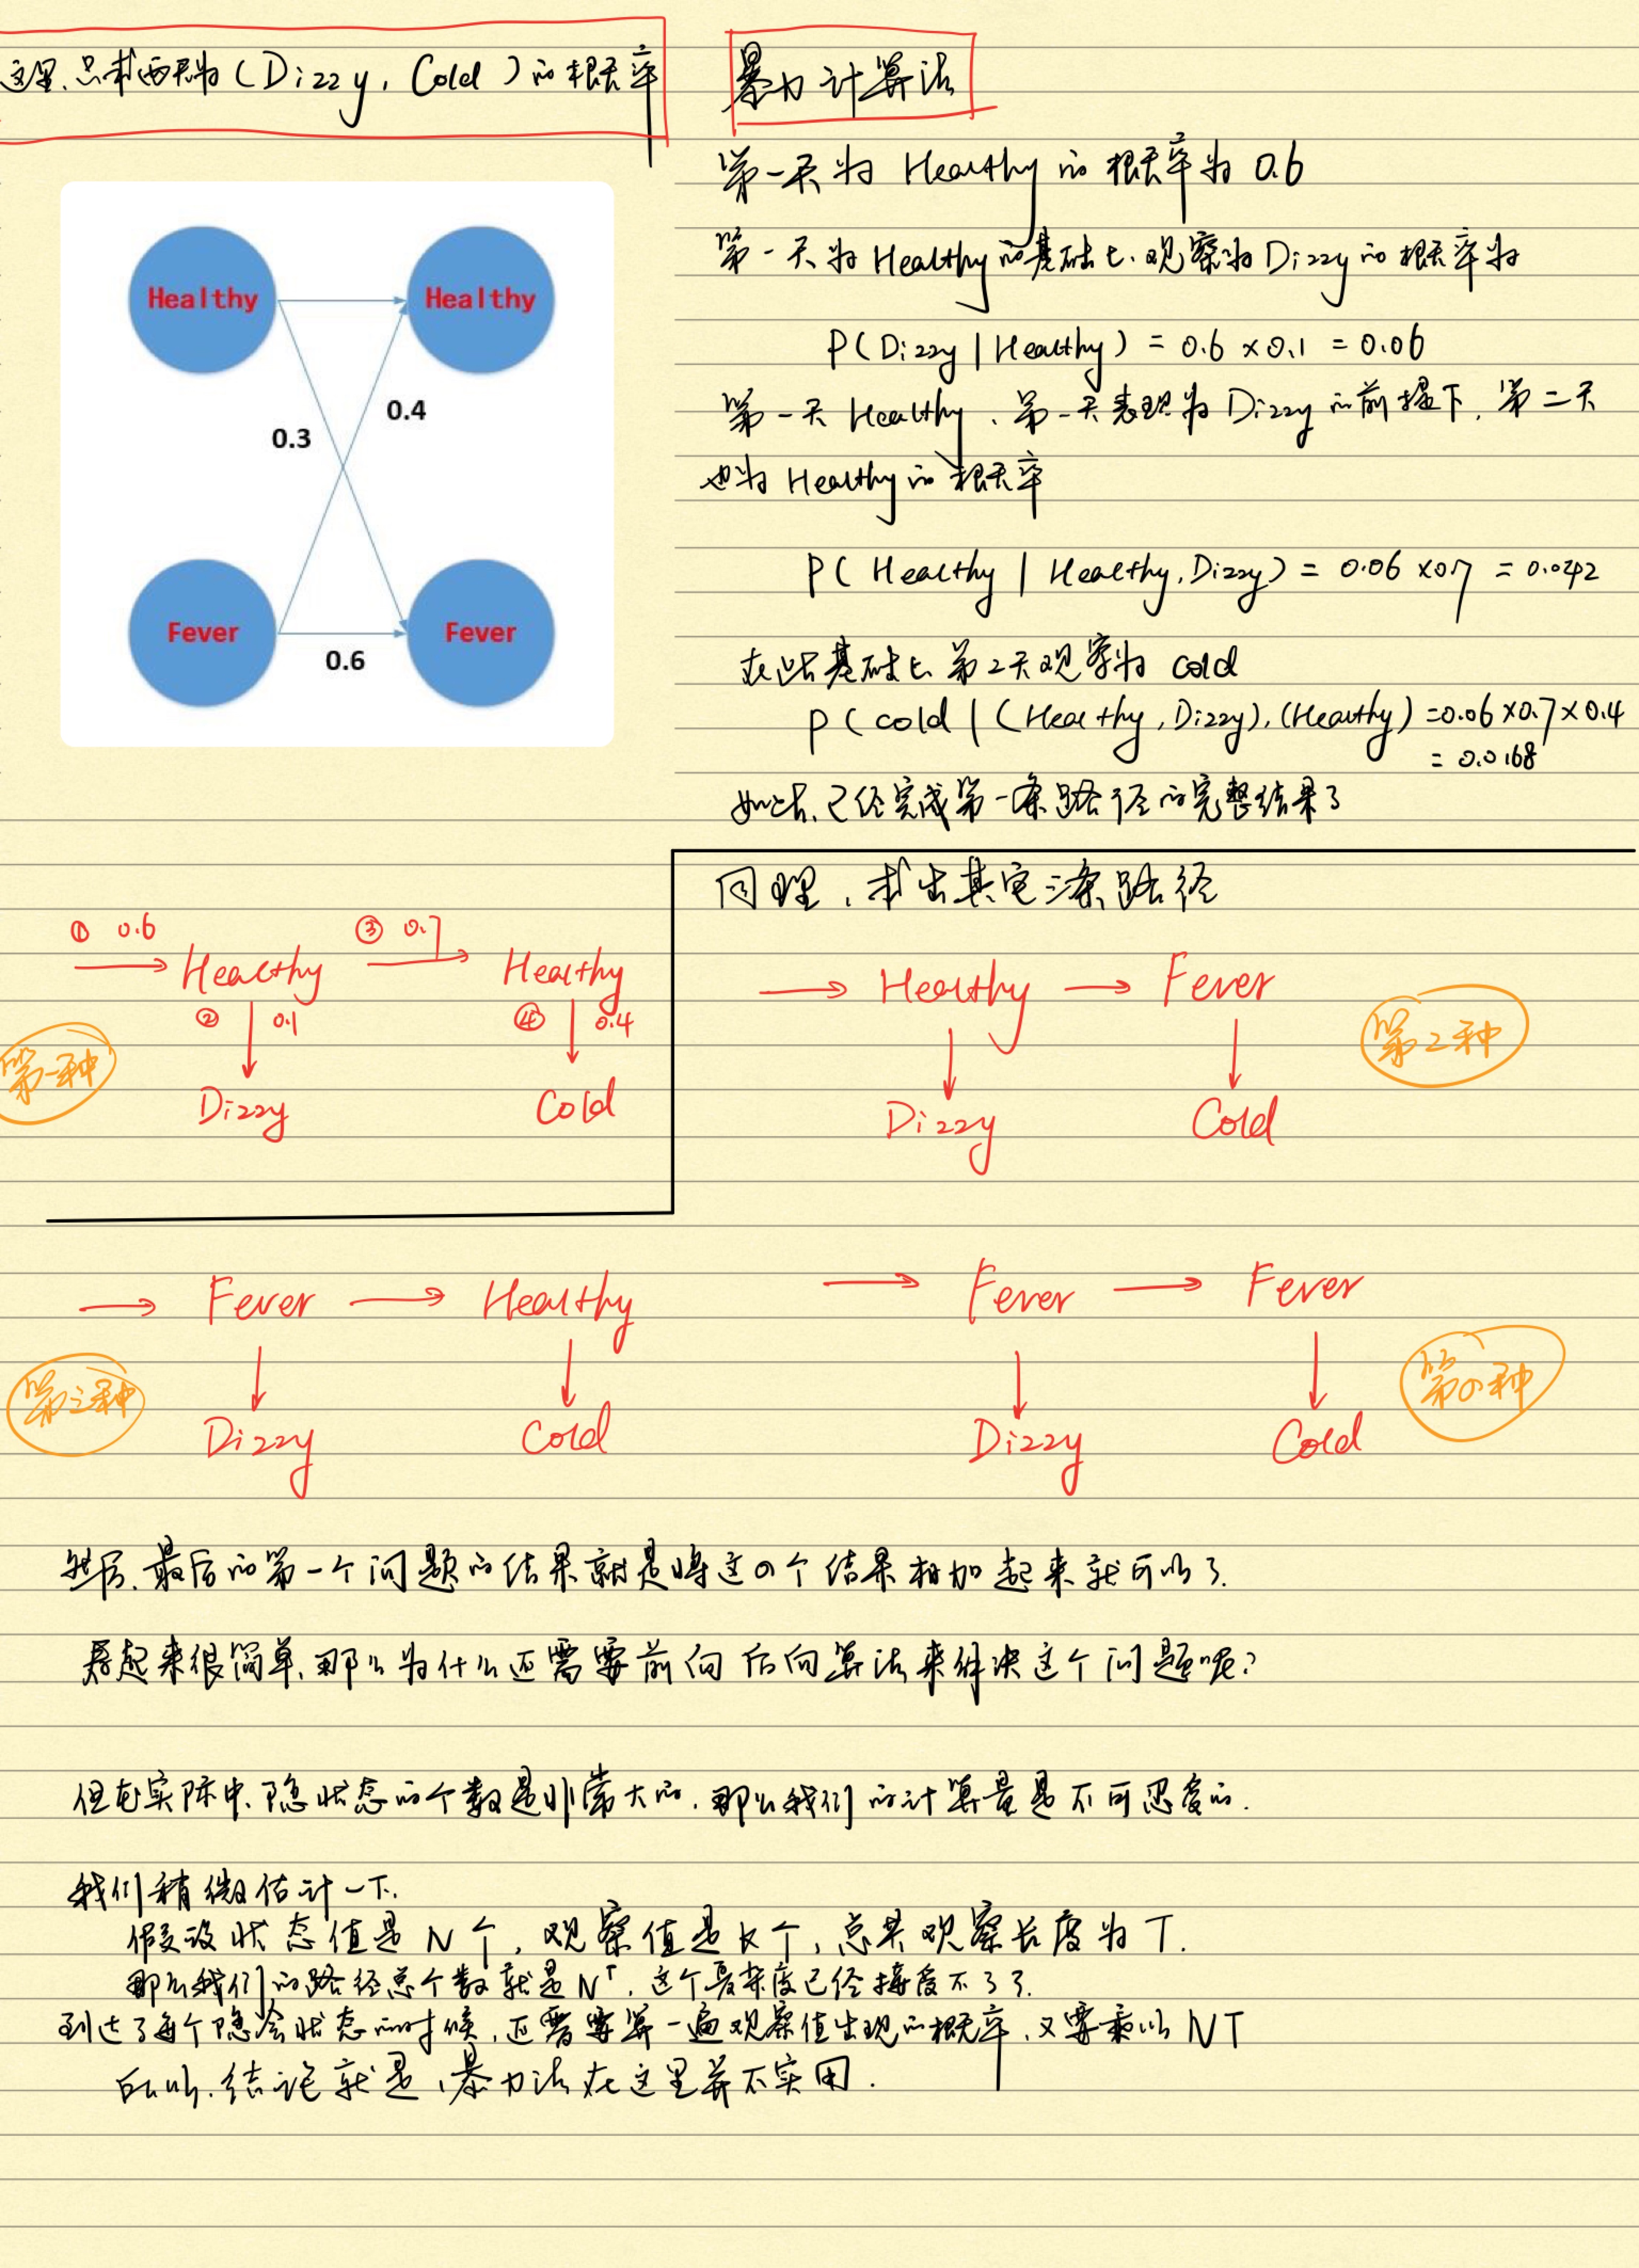 这里,只求两天为(Dizzy, Cold)的概率
暴力计算法
第一天为 Healthy 的概率为 0.6
第一天为 Healthy 的基础上,观察为 Dizzy 的概率为
P(Dizzy | Healthy) = 0.6 × 0.1 = 0.06
第一天 Healthy、第一天表现为 Dizzy 的前提下,第二天
也为 Healthy 的概率
P( Healthy | Healthy, Dizzy) = 0.06 × 0.7 = 0.042
在此基础上 第2天观察为 cold
P( cold | (Healthy, Dizzy), (Healthy) = 0.06 × 0.7 × 0.4
= 0.0168
如此,已经完成第一条路径的完整结果了
Healthy
Healthy
0.4
0.3
Fever
Fever
0.6
① 0.6
③ 0.7
Healthy
Healthy
② 0.1
④ 0.4
第一种
Dizzy
Cold
同理,求出其它三条路径
Healthy
Fever
第2种
Dizzy
Cold
Fever
Healthy
第三种
Dizzy
Cold
Fever
Fever
第四种
Dizzy
Cold
然后,最后的第一个问题的结果就是将这四个结果相加起来就可以了.
看起来很简单,那么为什么还需要前向后向算法来解决这个问题呢?
但在实际中,隐状态的个数是非常大的,那么我们的计算量是不可忍受的.
我们稍微估计一下.
假设状态值是 N 个, 观察值是 K 个, 总共观察长度为 T.
那么我们的路径总个数就是 Nᵀ, 这个复杂度已经接受不了了.
到达了每个隐含状态的时候,还需要算一遍观察值出现的概率,又要乘以 NT
所以,结论就是,暴力法在这里并不实用.